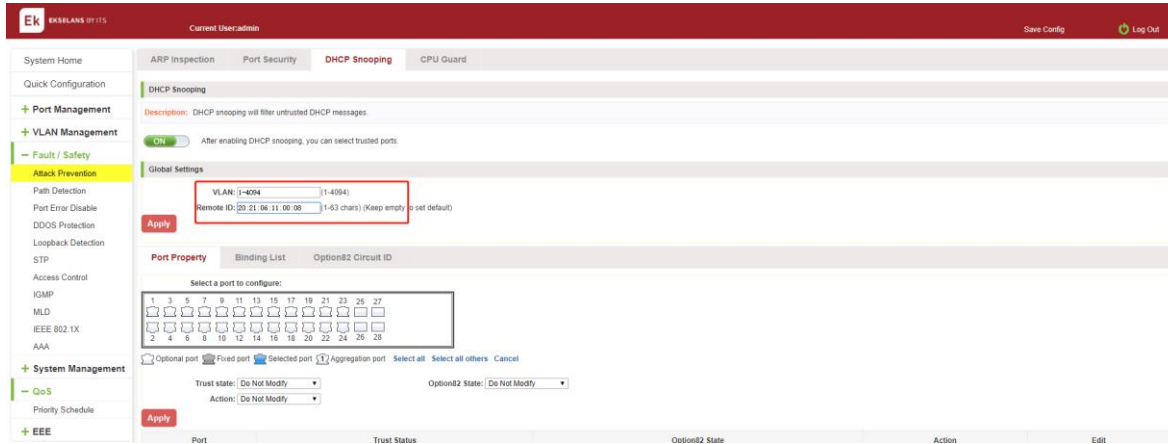 Ek EKSELANS BY ITS
Current User:admin
Save Config
Log Out
System Home
Quick Configuration
Port Management
VLAN Management
Fault / Safety
Attack Prevention
Path Detection
Port Error Disable
DDOS Protection
Loopback Detection
STP
Access Control
IGMP
MLD
IEEE 802.1X
AAA
System Management
QoS
Priority Schedule
EEE
ARP Inspection Port Security DHCP Snooping CPU Guard
DHCP Snooping
Description: DHCP snooping will filter untrusted DHCP messages.
ON After enabling DHCP snooping, you can select trusted ports.
Global Settings
VLAN: 1-4094 (1-4094)
Remote ID: 20:21:06:11:00:08 (1-63 chars) (Keep empty to set default)
Apply
Port Property Binding List Option82 Circuit ID
Select a port to configure:
1 3 5 7 9 11 13 15 17 19 21 23 25 27
2 4 6 8 10 12 14 16 18 20 22 24 26 28
Optional port Fixed port Selected port 1 Aggregation port Select all Select all others Cancel
Trust state: Do Not Modify Option82 State: Do Not Modify
Action: Do Not Modify
Apply
Port Trust Status Option82 State Action Edit